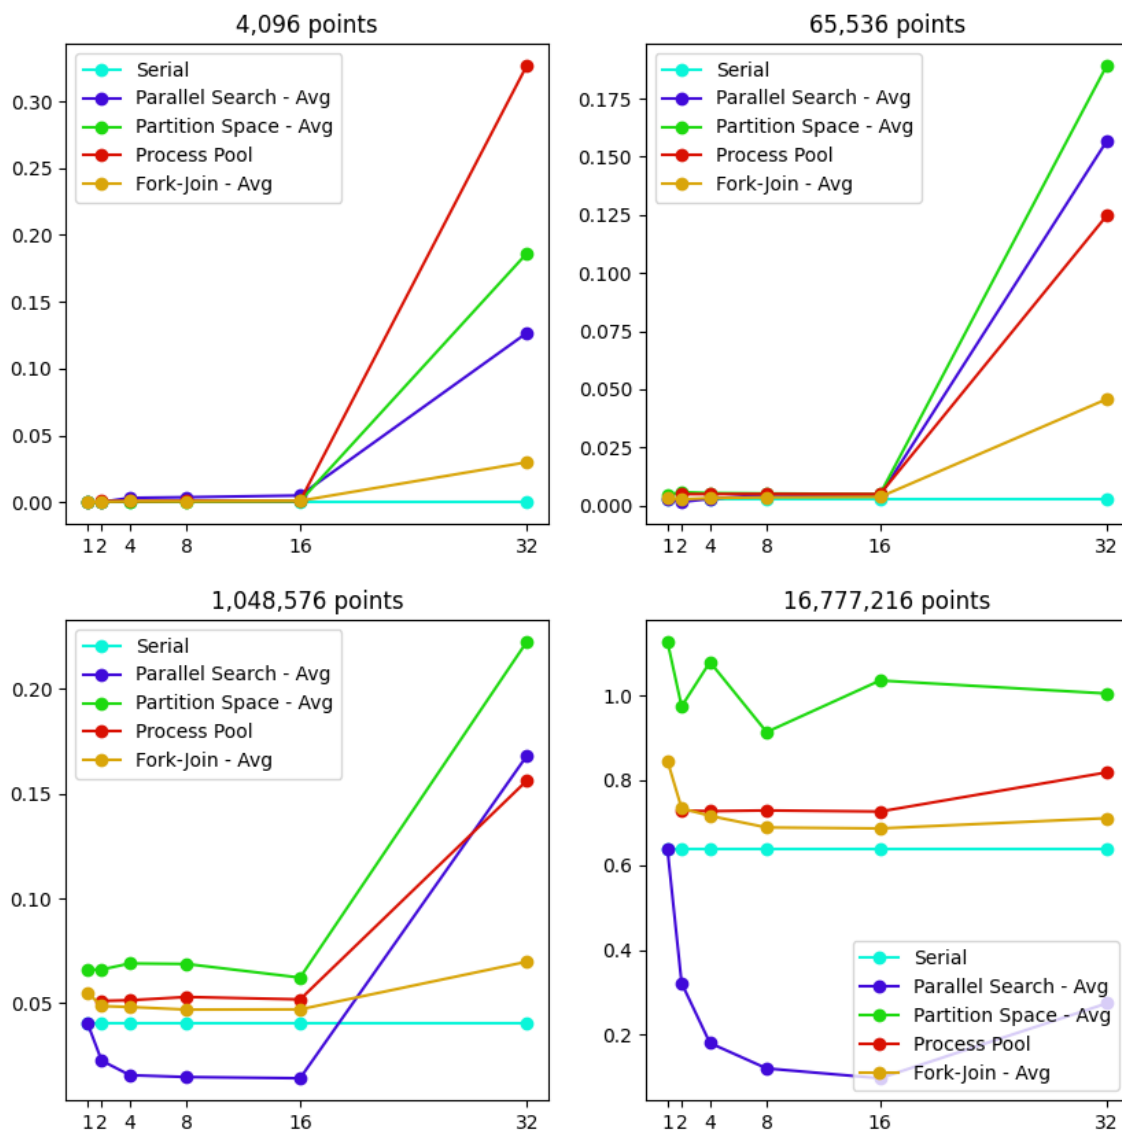 4,096 points
0.30
0.25
0.20
0.15
0.10
0.05
0.00
Serial
Parallel Search - Avg
Partition Space - Avg
Process Pool
Fork-Join - Avg
1 2 4 8 16 32
65,536 points
0.175
0.150
0.125
0.100
0.075
0.050
0.025
0.000
Serial
Parallel Search - Avg
Partition Space - Avg
Process Pool
Fork-Join - Avg
1 2 4 8 16 32
1,048,576 points
0.20
0.15
0.10
0.05
Serial
Parallel Search - Avg
Partition Space - Avg
Process Pool
Fork-Join - Avg
1 2 4 8 16 32
16,777,216 points
1.0
0.8
0.6
0.4
0.2
Serial
Parallel Search - Avg
Partition Space - Avg
Process Pool
Fork-Join - Avg
1 2 4 8 16 32